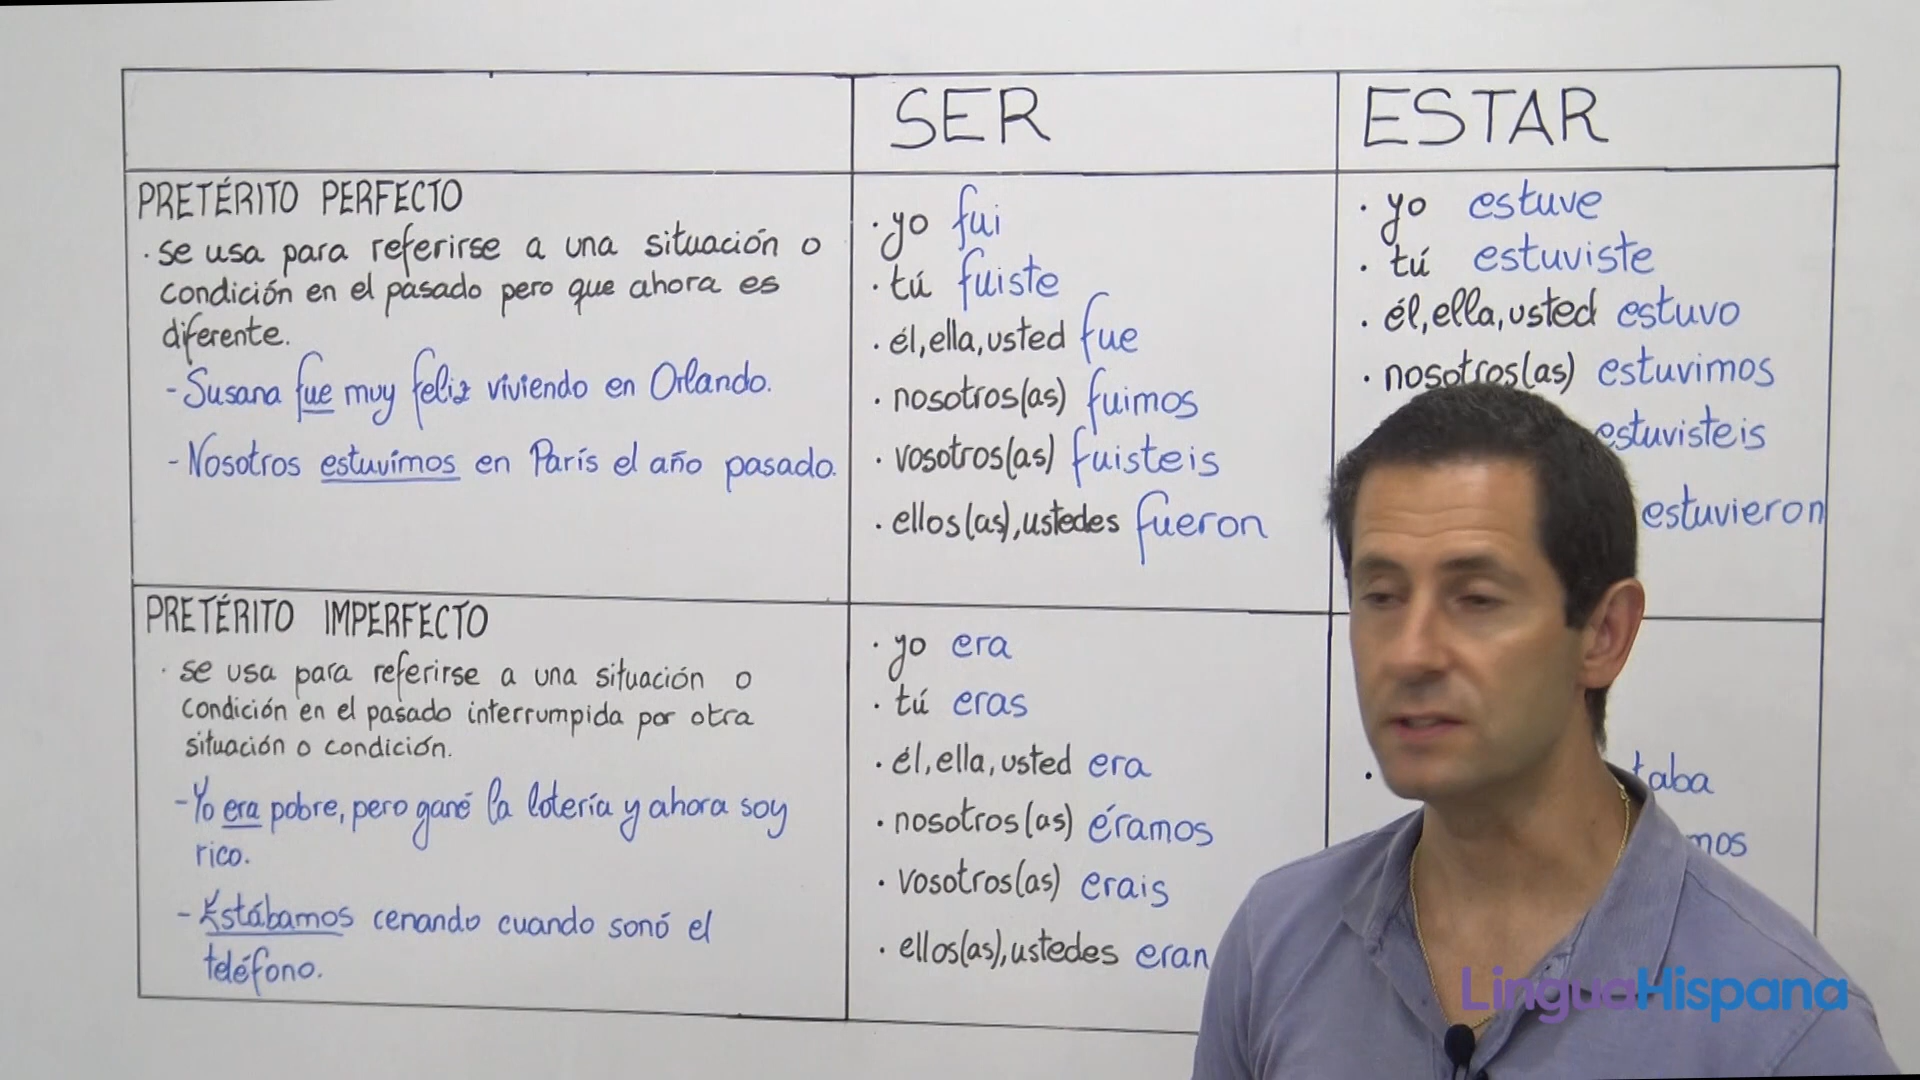 SER
ESTAR
PRETÉRITO PERFECTO
· se usa para referirse a una situación o
condición en el pasado pero que ahora es
diferente.
- Susana fue muy feliz viviendo en Orlando.
- Nosotros estuvimos en París el año pasado.
· yo fui
· tú fuiste
· él, ella, usted fue
· nosotros(as) fuimos
· vosotros(as) fuisteis
· ellos(as), ustedes fueron
· yo estuve
· tú estuviste
· él, ella, usted estuvo
· nosotros(as) estuvimos
estuvisteis
estuvieron
PRETÉRITO IMPERFECTO
· se usa para referirse a una situación o
condición en el pasado interrumpida por otra
situación o condición.
- Yo era pobre, pero gané la lotería y ahora soy
rico.
- Estábamos cenando cuando sonó el
teléfono.
· yo era
· tú eras
· él, ella, usted era
· nosotros(as) éramos
· vosotros(as) erais
· ellos(as), ustedes eran
taba
mos
LinguaHispana